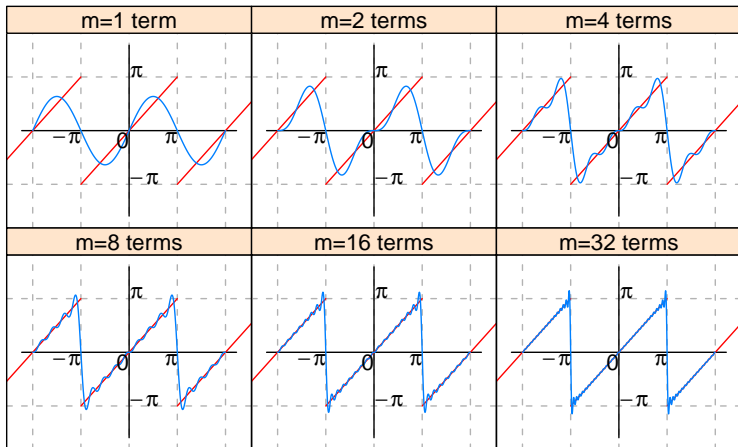 m=1 term
m=2 terms
m=4 terms
π
−π 0 π
−π
π
−π 0 π
−π
π
−π 0 π
−π
m=8 terms
m=16 terms
m=32 terms
π
−π 0 π
−π
π
−π 0 π
−π
π
−π 0 π
−π